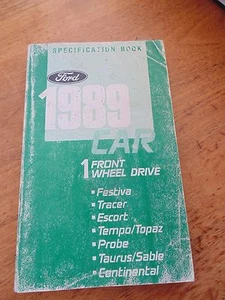 SPECIFICATION BOOK
Ford
1989
CAR
1 FRONT
WHEEL DRIVE
• Festiva
• Tracer
• Escort
• Tempo/Topaz
• Probe
• Taurus/Sable
• Continental